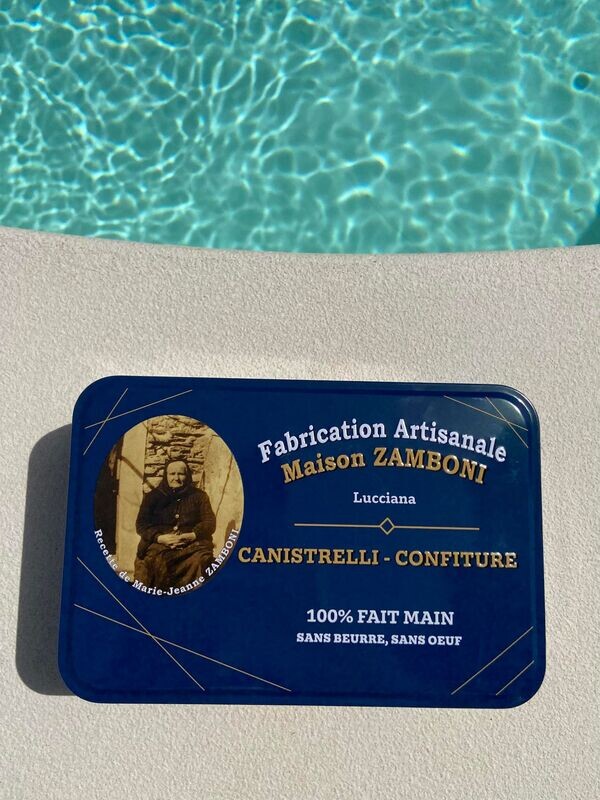 Fabrication Artisanale
Maison ZAMBONI
Lucciana
CANISTRELLI - CONFITURE
100% FAIT MAIN
SANS BEURRE, SANS OEUF
Recette de Marie-Jeanne ZAMBONI